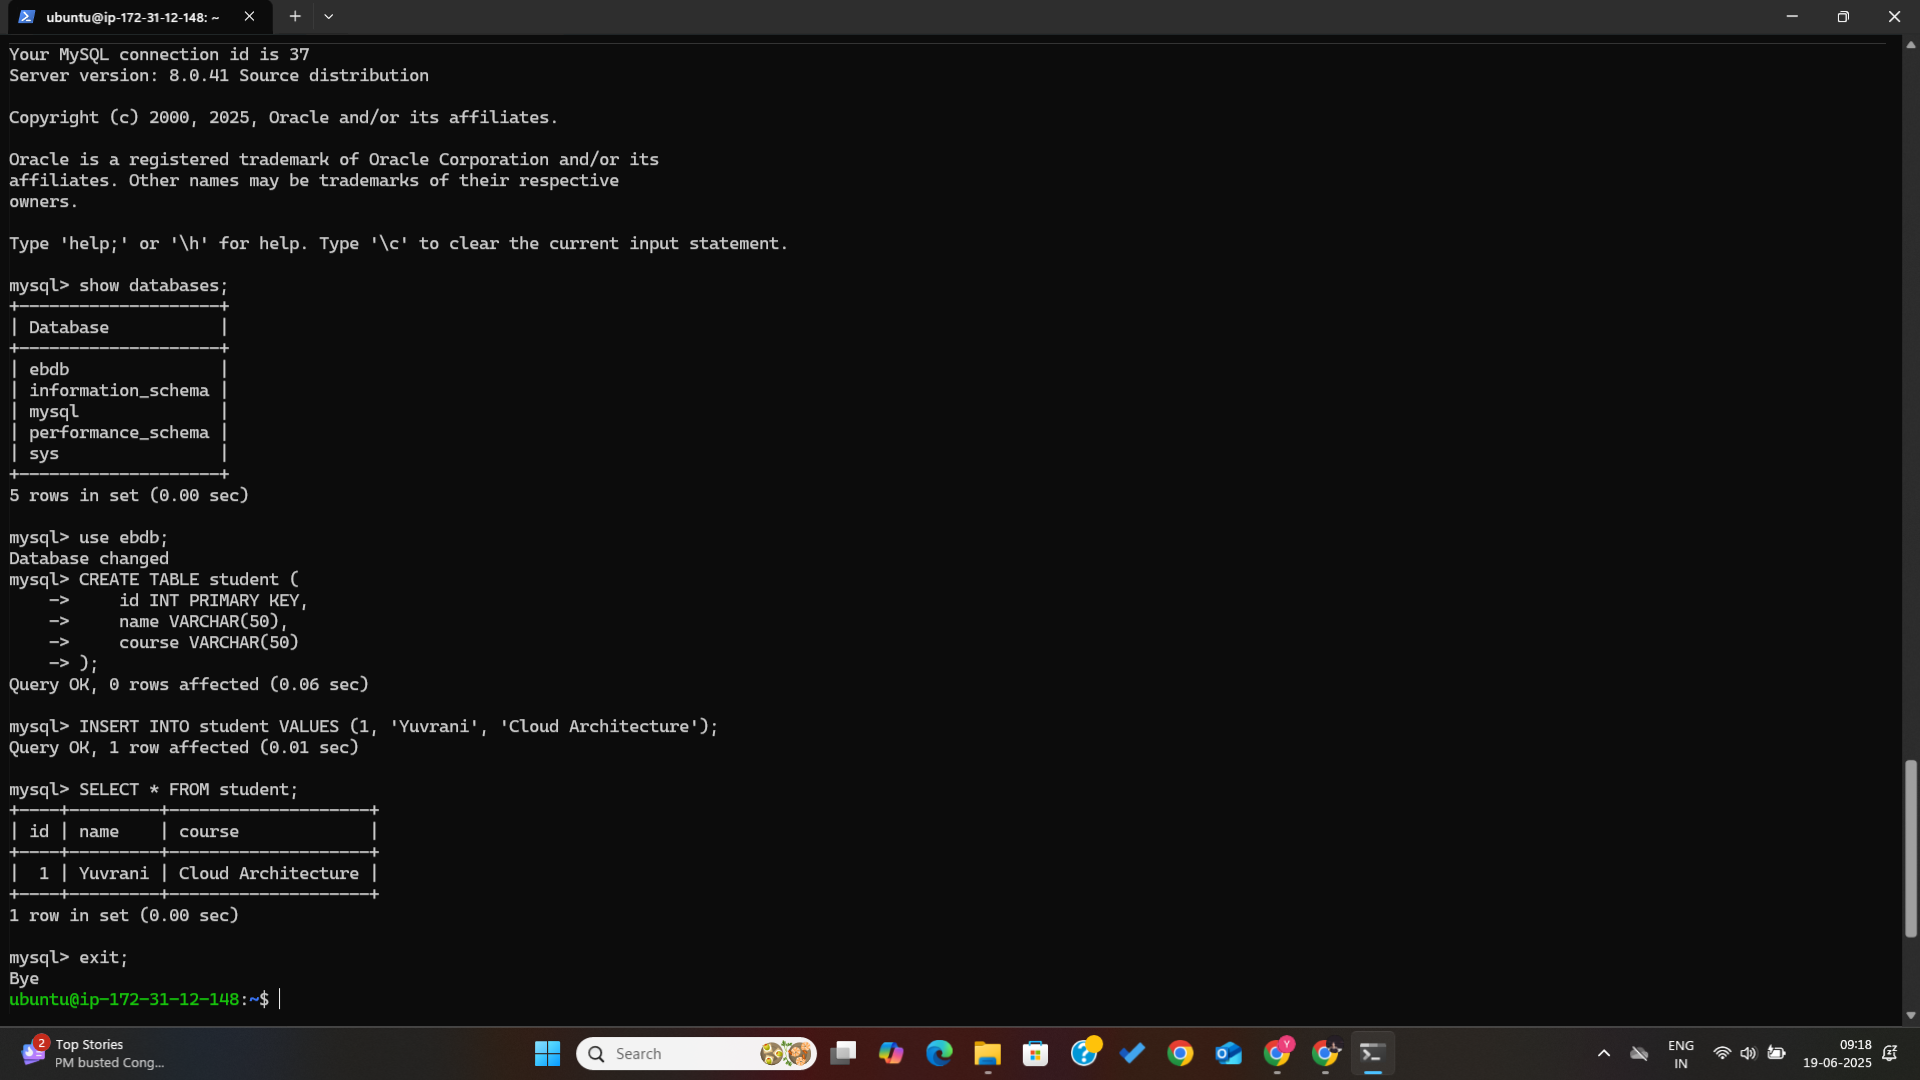 ubuntu@ip-172-31-12-148: ~
Your MySQL connection id is 37
Server version: 8.0.41 Source distribution
Copyright (c) 2000, 2025, Oracle and/or its affiliates.
Oracle is a registered trademark of Oracle Corporation and/or its
affiliates. Other names may be trademarks of their respective
owners.
Type 'help;' or '\h' for help. Type '\c' to clear the current input statement.
mysql> show databases;
+--------------------+
| Database           |
+--------------------+
| ebdb               |
| information_schema |
| mysql              |
| performance_schema |
| sys                |
+--------------------+
5 rows in set (0.00 sec)
mysql> use ebdb;
Database changed
mysql> CREATE TABLE student (
    ->     id INT PRIMARY KEY,
    ->     name VARCHAR(50),
    ->     course VARCHAR(50)
    -> );
Query OK, 0 rows affected (0.06 sec)
mysql> INSERT INTO student VALUES (1, 'Yuvrani', 'Cloud Architecture');
Query OK, 1 row affected (0.01 sec)
mysql> SELECT * FROM student;
+----+---------+--------------------+
| id | name    | course             |
+----+---------+--------------------+
|  1 | Yuvrani | Cloud Architecture |
+----+---------+--------------------+
1 row in set (0.00 sec)
mysql> exit;
Bye
ubuntu@ip-172-31-12-148:~$
2
Top Stories
PM busted Cong...
Search
Y
ENG
IN
09:18
19-06-2025